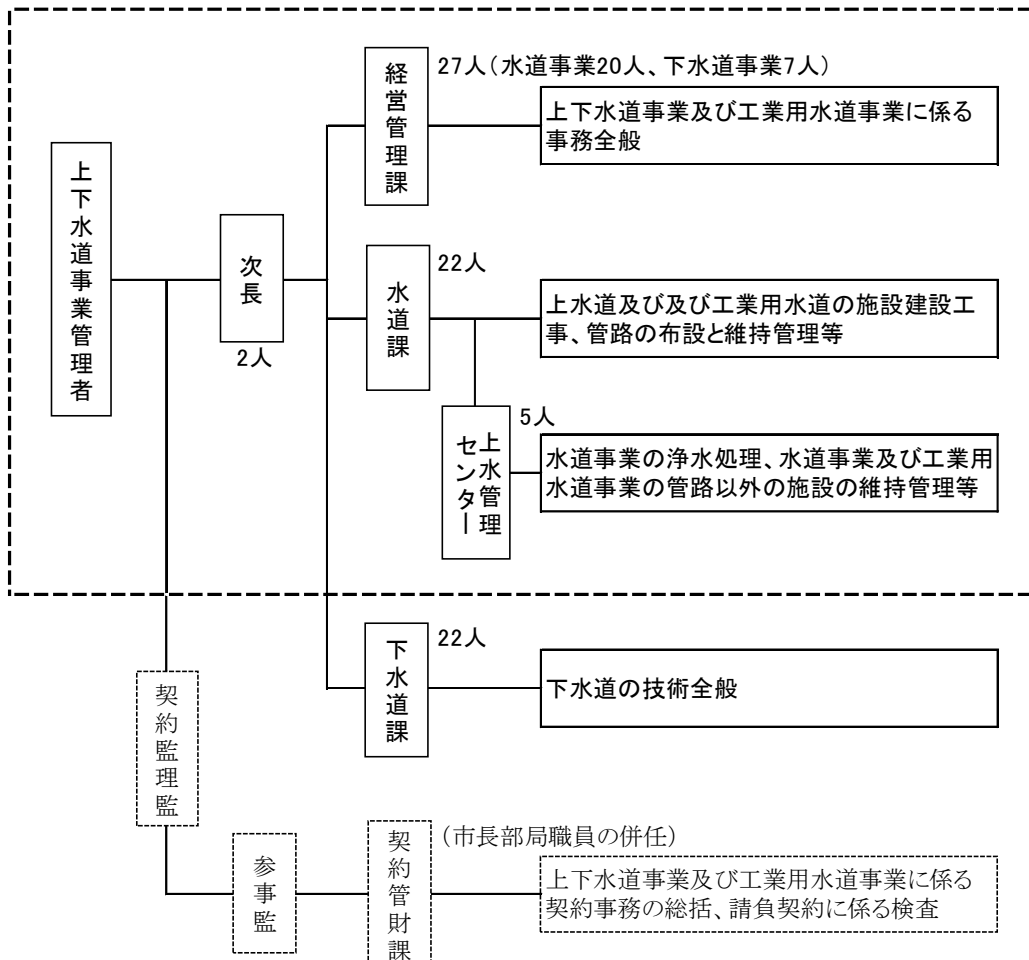 上下水道事業管理者
次長
2人
経営管理課
27人(水道事業20人、下水道事業7人)
上下水道事業及び工業用水道事業に係る
事務全般
水道課
22人
上水道及び及び工業用水道の施設建設工
事、管路の布設と維持管理等
上水管理
センター
5人
水道事業の浄水処理、水道事業及び工業用
水道事業の管路以外の施設の維持管理等
下水道課
22人
下水道の技術全般
契約監理監
参事監
契約管財課
(市長部局職員の併任)
上下水道事業及び工業用水道事業に係る
契約事務の総括、請負契約に係る検査